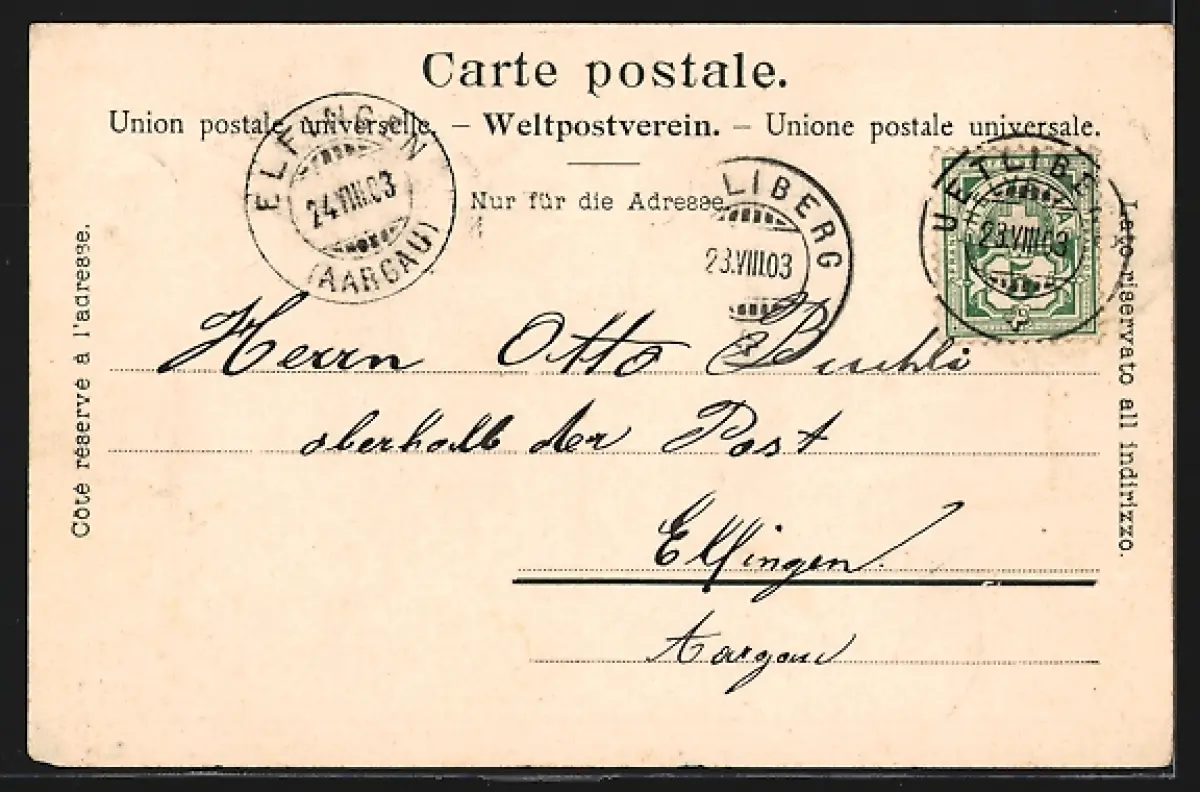 Carte postale.
Union postale universelle. – Weltpostverein. – Unione postale universale.
Nur für die Adresse.
Côté réservé à l'adresse.
Lato riservato all indirizzo.
ELFINGEN
24.VIII.03
(AARGAU)
LIBERG
23.VIII.03
UETLIBERG
23.VIII.03
5
Herrn Otto
oberhalb der Post
Elfingen.
Aargau